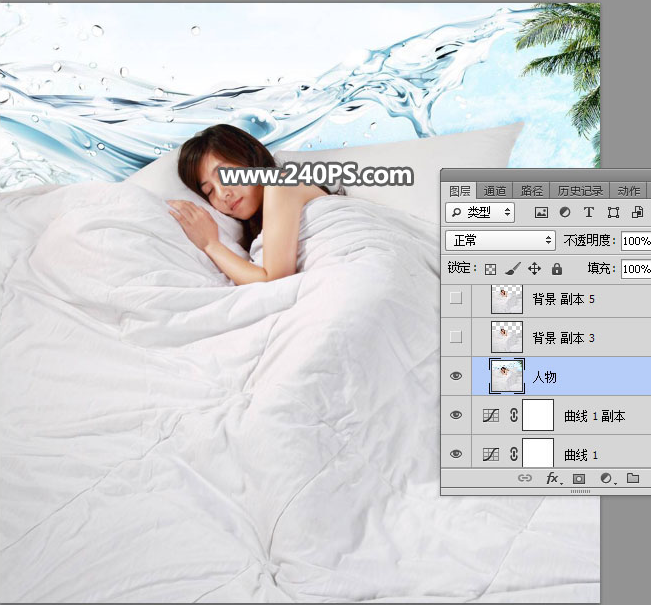 www.240PS.com
图层 通道 路径 历史记录 动作
类型
正常 不透明度: 100%
锁定: 填充: 100%
背景 副本 5
背景 副本 3
人物
曲线 1 副本
曲线 1
fx